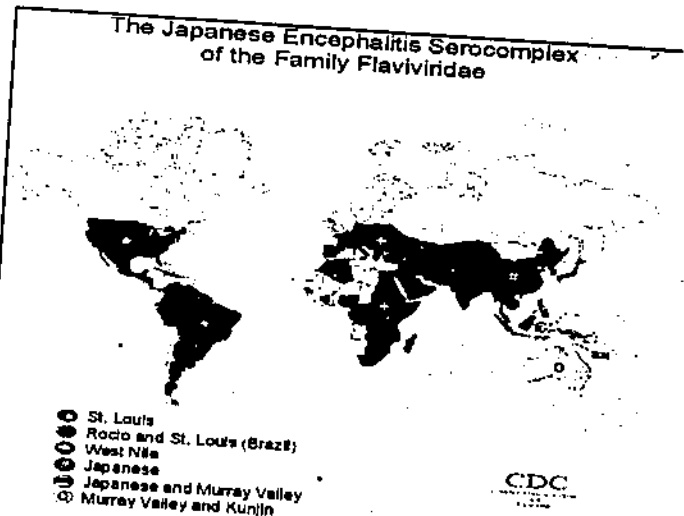 The Japanese Encephalitis Serocomplex
of the Family Flaviviridae
St. Louis
Rocio and St. Louis (Brazil)
West Nile
Japanese
Japanese and Murray Valley
Murray Valley and Kunjin
CDC